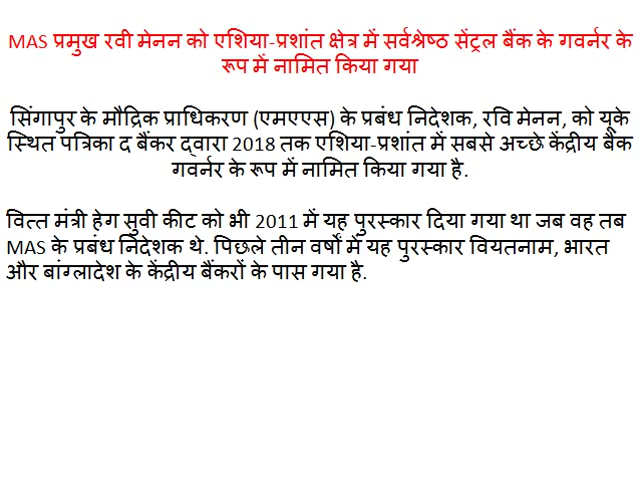 MAS प्रमुख रवी मेनन को एशिया-प्रशांत क्षेत्र में सर्वश्रेष्ठ सेंट्रल बैंक के गवर्नर के
रूप में नामित किया गया
सिंगापुर के मौद्रिक प्राधिकरण (एमएएस) के प्रबंध निदेशक, रवि मेनन, को यूके
स्थित पत्रिका द बैंकर द्वारा 2018 तक एशिया-प्रशांत में सबसे अच्छे केंद्रीय बैंक
गवर्नर के रूप में नामित किया गया है.
वित्त मंत्री हेग सुवी कीट को भी 2011 में यह पुरस्कार दिया गया था जब वह तब
MAS के प्रबंध निदेशक थे. पिछले तीन वर्षों में यह पुरस्कार वियतनाम, भारत
और बांग्लादेश के केंद्रीय बैंकरों के पास गया है.